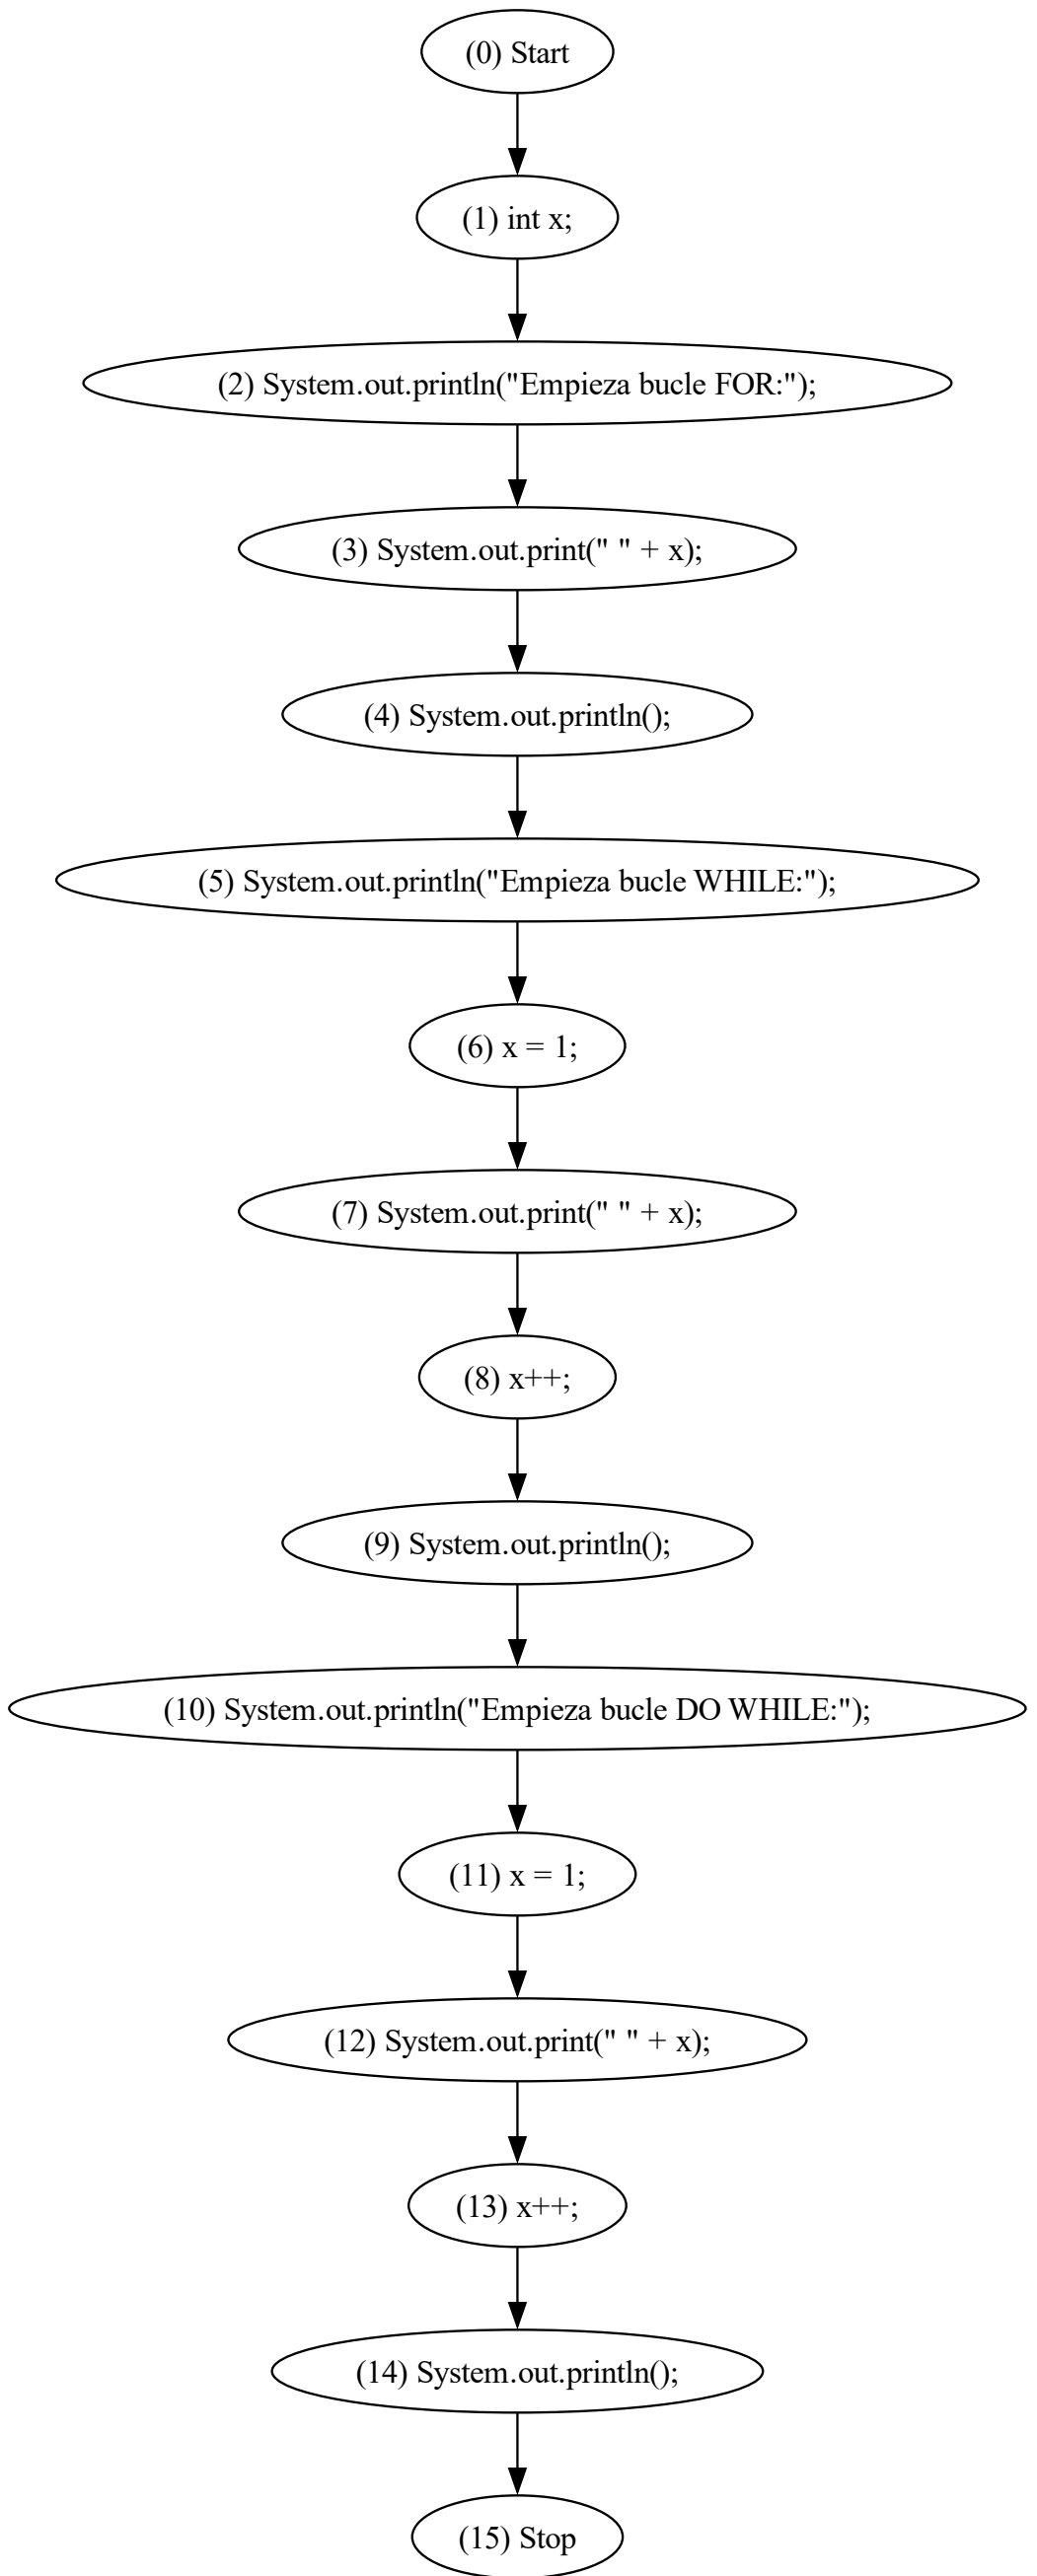 (0) Start
(1) int x;
(2) System.out.println("Empieza bucle FOR:");
(3) System.out.print(" " + x);
(4) System.out.println();
(5) System.out.println("Empieza bucle WHILE:");
(6) x = 1;
(7) System.out.print(" " + x);
(8) x++;
(9) System.out.println();
(10) System.out.println("Empieza bucle DO WHILE:");
(11) x = 1;
(12) System.out.print(" " + x);
(13) x++;
(14) System.out.println();
(15) Stop